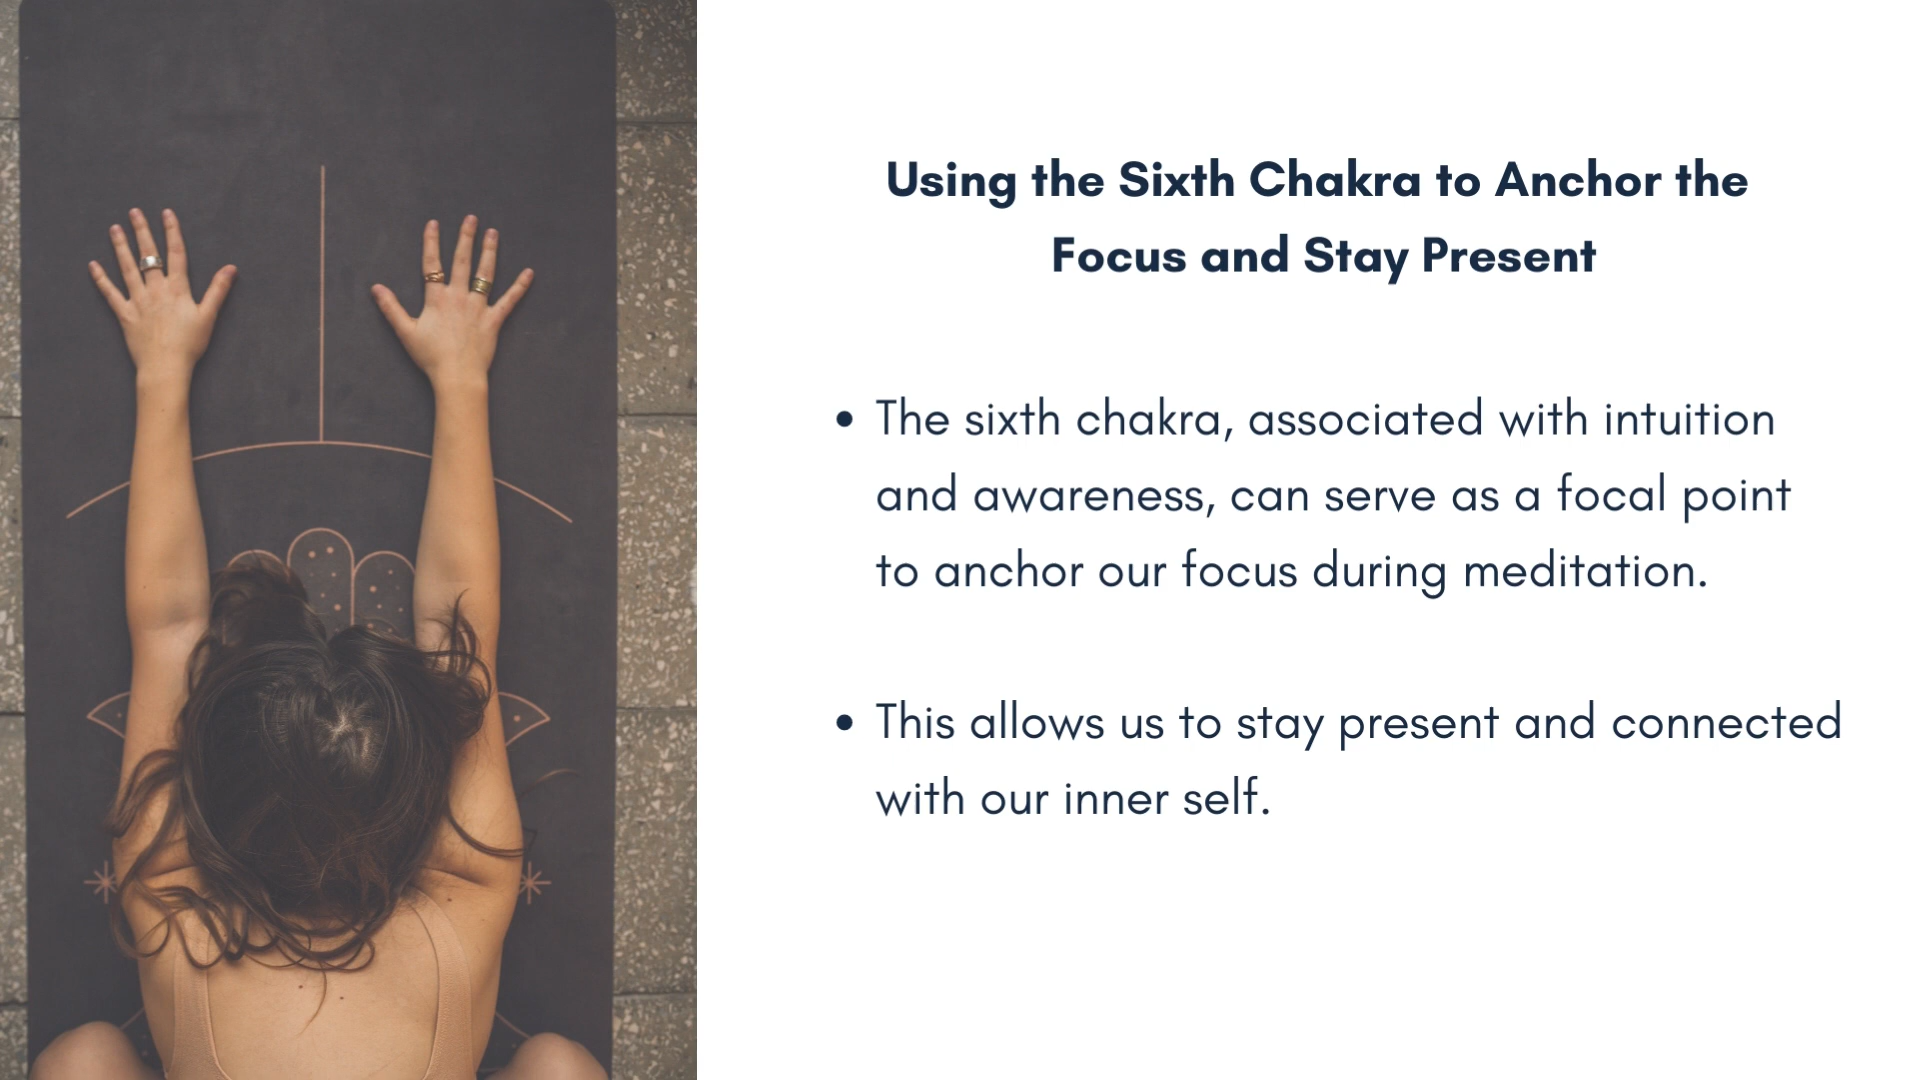 Using the Sixth Chakra to Anchor the
Focus and Stay Present
• The sixth chakra, associated with intuition
and awareness, can serve as a focal point
to anchor our focus during meditation.
• This allows us to stay present and connected
with our inner self.